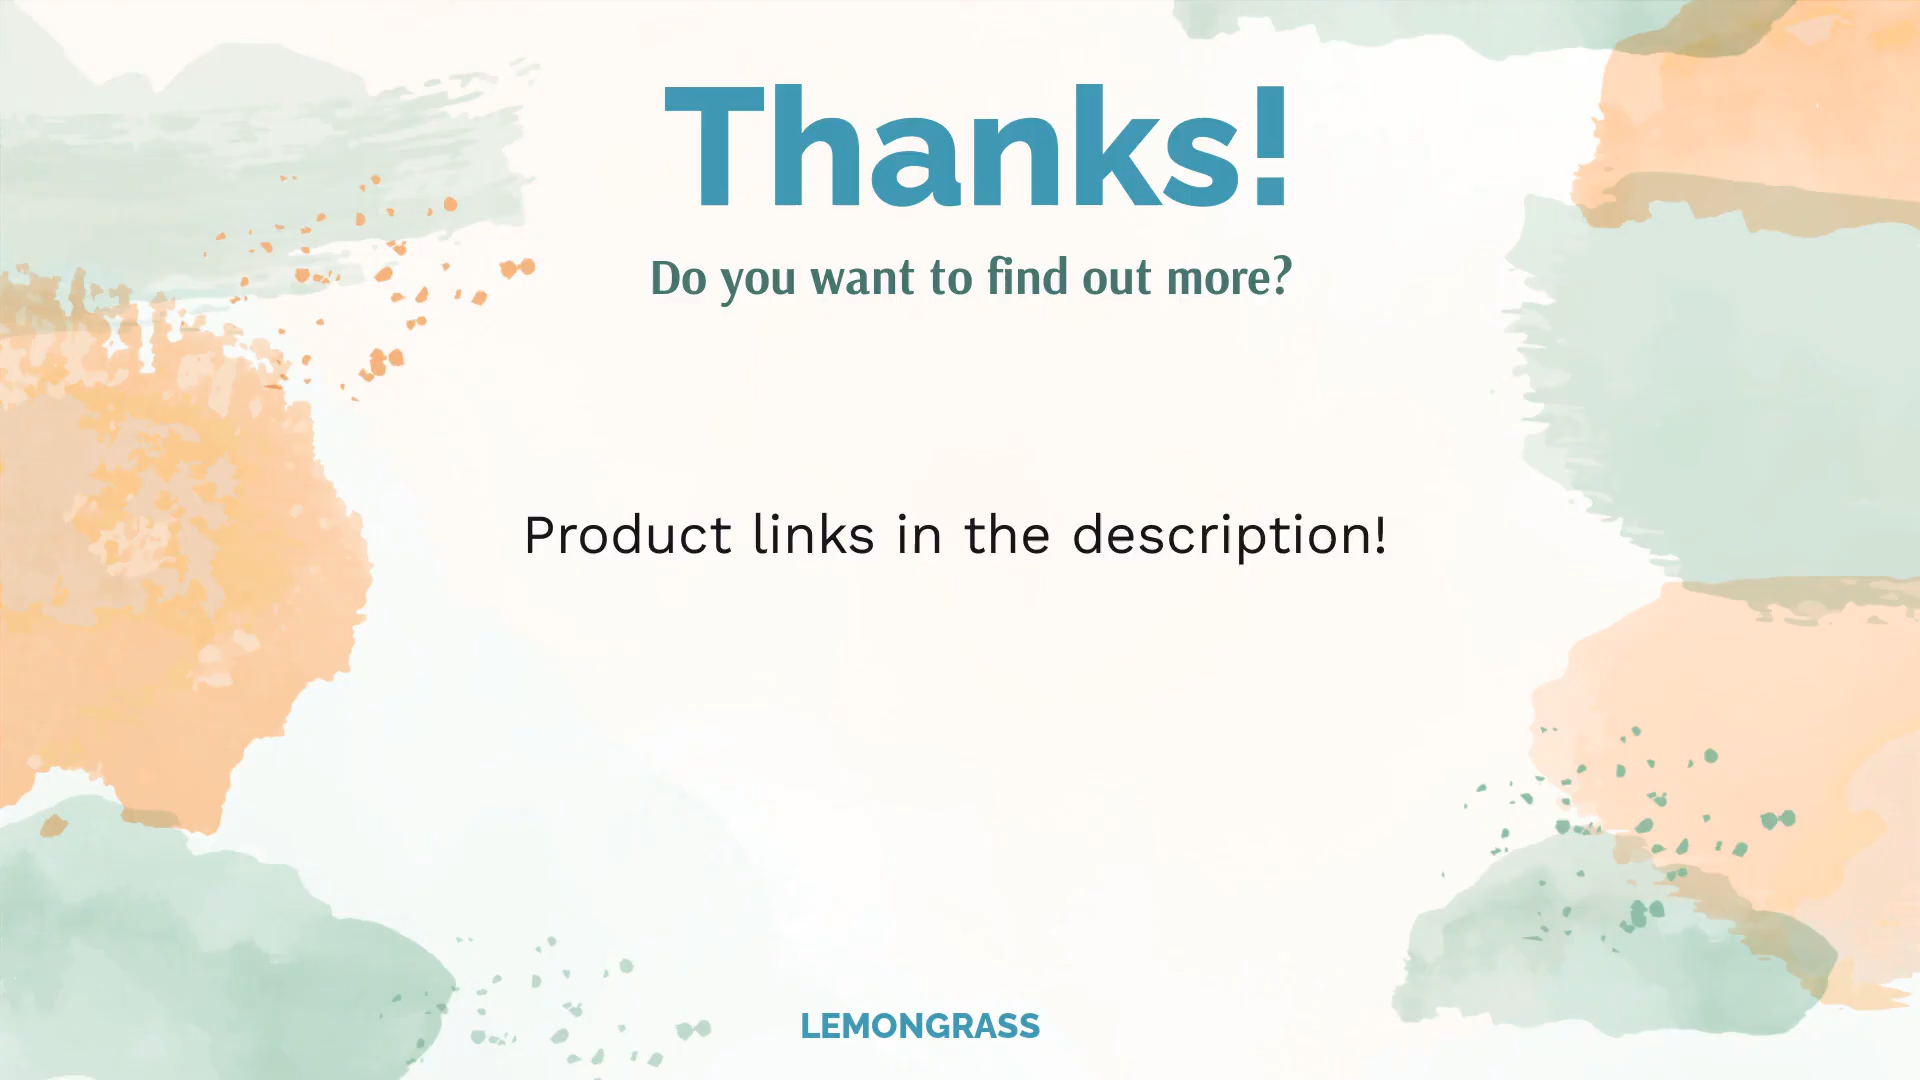 Thanks!
Do you want to find out more?
Product links in the description!
LEMONGRASS